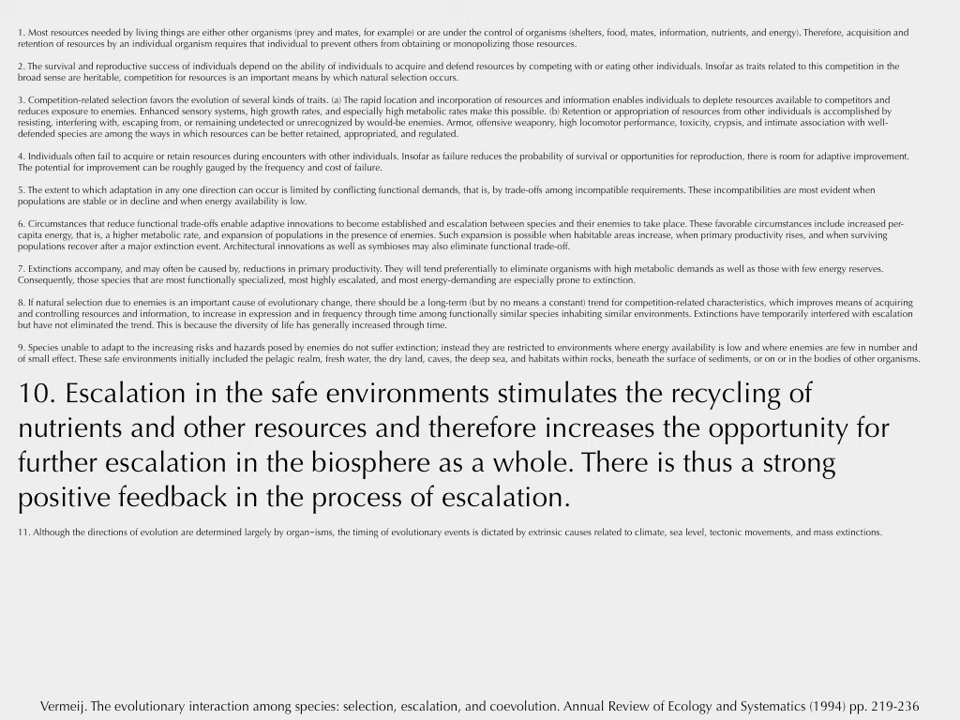 1. Most resources needed by living things are either other organisms (prey and mates, for example) or are under the control of organisms (shelters, food, mates, information, nutrients, and energy). Therefore, acquisition and
retention of resources by an individual organism requires that individual to prevent others from obtaining or monopolizing those resources.
2. The survival and reproductive success of individuals depend on the ability of individuals to acquire and defend resources by competing with or eating other individuals. Insofar as traits related to this competition in the
broad sense are heritable, competition for resources is an important means by which natural selection occurs.
3. Competition-related selection favors the evolution of several kinds of traits. (a) The rapid location and incorporation of resources and information enables individuals to deplete resources available to competitors and
reduces exposure to enemies. Enhanced sensory systems, high growth rates, and especially high metabolic rates make this possible. (b) Retention or appropriation of resources from other individuals is accomplished by
resisting, interfering with, escaping from, or remaining undetected or unrecognized by would-be enemies. Armor, offensive weaponry, high locomotor performance, toxicity, crypsis, and intimate association with well-
defended species are among the ways in which resources can be better retained, appropriated, and regulated.
4. Individuals often fail to acquire or retain resources during encounters with other individuals. Insofar as failure reduces the probability of survival or opportunities for reproduction, there is room for adaptive improvement.
The potential for improvement can be roughly gauged by the frequency and cost of failure.
5. The extent to which adaptation in any one direction can occur is limited by conflicting functional demands, that is, by trade-offs among incompatible requirements. These incompatibilities are most evident when
populations are stable or in decline and when energy availability is low.
6. Circumstances that reduce functional trade-offs enable adaptive innovations to become established and escalation between species and their enemies to take place. These favorable circumstances include increased per-
capita energy, that is, a higher metabolic rate, and expansion of populations in the presence of enemies. Such expansion is possible when habitable areas increase, when primary productivity rises, and when surviving
populations recover after a major extinction event. Architectural innovations as well as symbioses may also eliminate functional trade-off.
7. Extinctions accompany, and may often be caused by, reductions in primary productivity. They will tend preferentially to eliminate organisms with high metabolic demands as well as those with few energy reserves.
Consequently, those species that are most functionally specialized, most highly escalated, and most energy-demanding are especially prone to extinction.
8. If natural selection due to enemies is an important cause of evolutionary change, there should be a long-term (but by no means a constant) trend for competition-related characteristics, which improves means of acquiring
and controlling resources and information, to increase in expression and in frequency through time among functionally similar species inhabiting similar environments. Extinctions have temporarily interfered with escalation
but have not eliminated the trend. This is because the diversity of life has generally increased through time.
9. Species unable to adapt to the increasing risks and hazards posed by enemies do not suffer extinction; instead they are restricted to environments where energy availability is low and where enemies are few in number and
of small effect. These safe environments initially included the pelagic realm, fresh water, the dry land, caves, the deep sea, and habitats within rocks, beneath the surface of sediments, or on or in the bodies of other organisms.
10. Escalation in the safe environments stimulates the recycling of
nutrients and other resources and therefore increases the opportunity for
further escalation in the biosphere as a whole. There is thus a strong
positive feedback in the process of escalation.
11. Although the directions of evolution are determined largely by organ–isms, the timing of evolutionary events is dictated by extrinsic causes related to climate, sea level, tectonic movements, and mass extinctions.
Vermeij. The evolutionary interaction among species: selection, escalation, and coevolution. Annual Review of Ecology and Systematics (1994) pp. 219-236